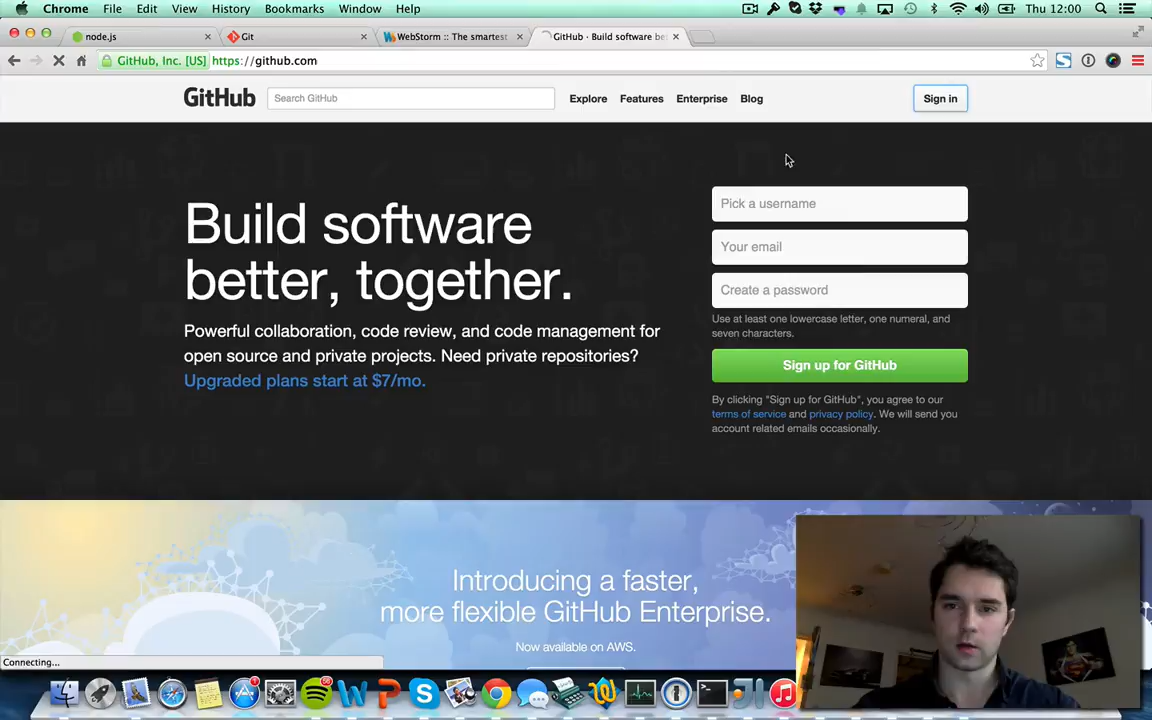 Chrome File Edit View History Bookmarks Window Help Thu 12:00
node.js Git WebStorm :: The smartest GitHub · Build software be
GitHub, Inc. [US] https://github.com
GitHub Search GitHub Explore Features Enterprise Blog Sign in
Pick a username
Build software
better, together.
Your email
Create a password
Use at least one lowercase letter, one numeral, and
seven characters.
Powerful collaboration, code review, and code management for
open source and private projects. Need private repositories?
Upgraded plans start at $7/mo.
Sign up for GitHub
By clicking "Sign up for GitHub", you agree to our
terms of service and privacy policy. We will send you
account related emails occasionally.
Introducing a faster,
more flexible GitHub Enterprise.
Now available on AWS.
Connecting...